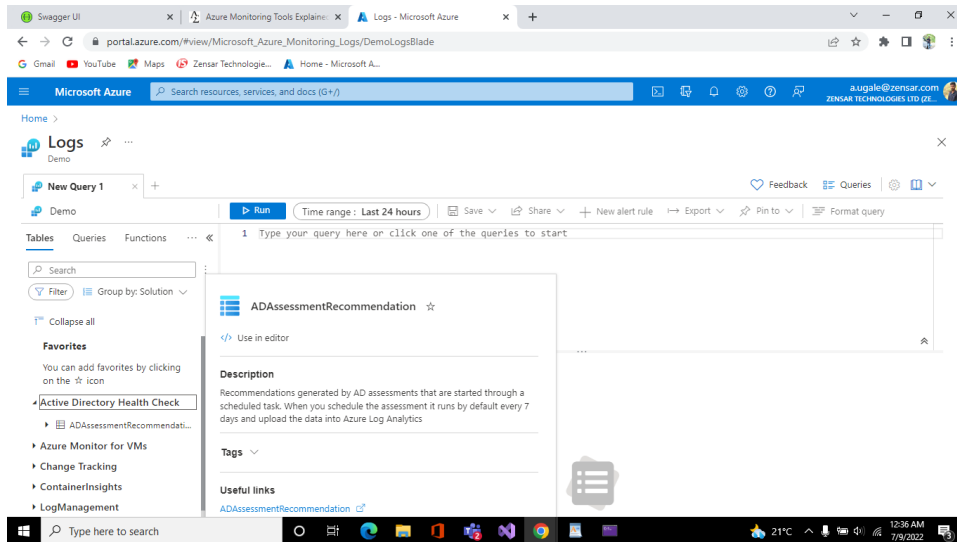 Swagger UI
Azure Monitoring Tools Explained
Logs - Microsoft Azure
portal.azure.com/#view/Microsoft_Azure_Monitoring_Logs/DemoLogsBlade
Gmail YouTube Maps Zensar Technologie... Home - Microsoft A...
Microsoft Azure
Search resources, services, and docs (G+/)
a.ugale@zensar.com
ZENSAR TECHNOLOGIES LTD (ZE...
Home >
Logs ...
Demo
New Query 1
Feedback Queries
Demo
Run Time range : Last 24 hours Save Share New alert rule Export Pin to Format query
Tables Queries Functions ...
1 Type your query here or click one of the queries to start
Search
Filter Group by: Solution
Collapse all
Favorites
You can add favorites by clicking
on the ☆ icon
Active Directory Health Check
ADAssessmentRecommendati...
Azure Monitor for VMs
Change Tracking
ContainerInsights
LogManagement
ADAssessmentRecommendation
</> Use in editor
Description
Recommendations generated by AD assessments that are started through a
scheduled task. When you schedule the assessment it runs by default every 7
days and upload the data into Azure Log Analytics
Tags
Useful links
ADAssessmentRecommendation
Type here to search
21°C
12:36 AM
7/9/2022
3